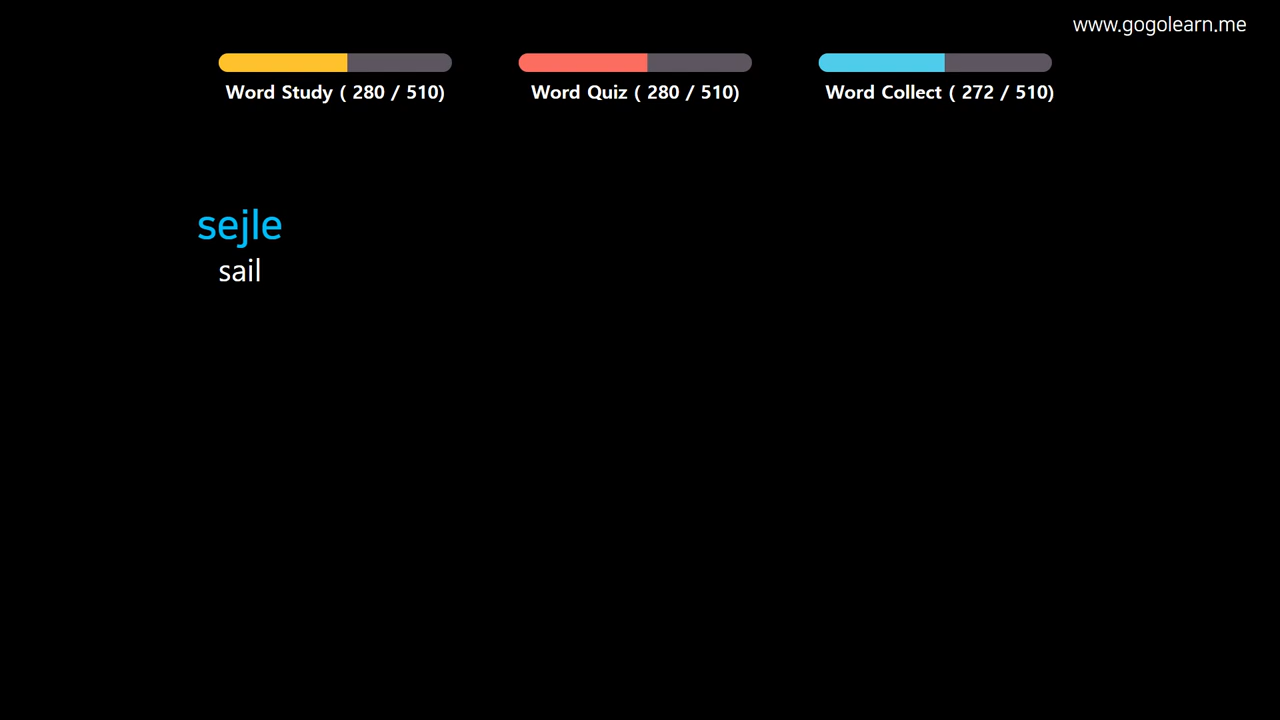 www.gogolearn.me
Word Study ( 280 / 510)
Word Quiz ( 280 / 510)
Word Collect ( 272 / 510)
sejle
sail